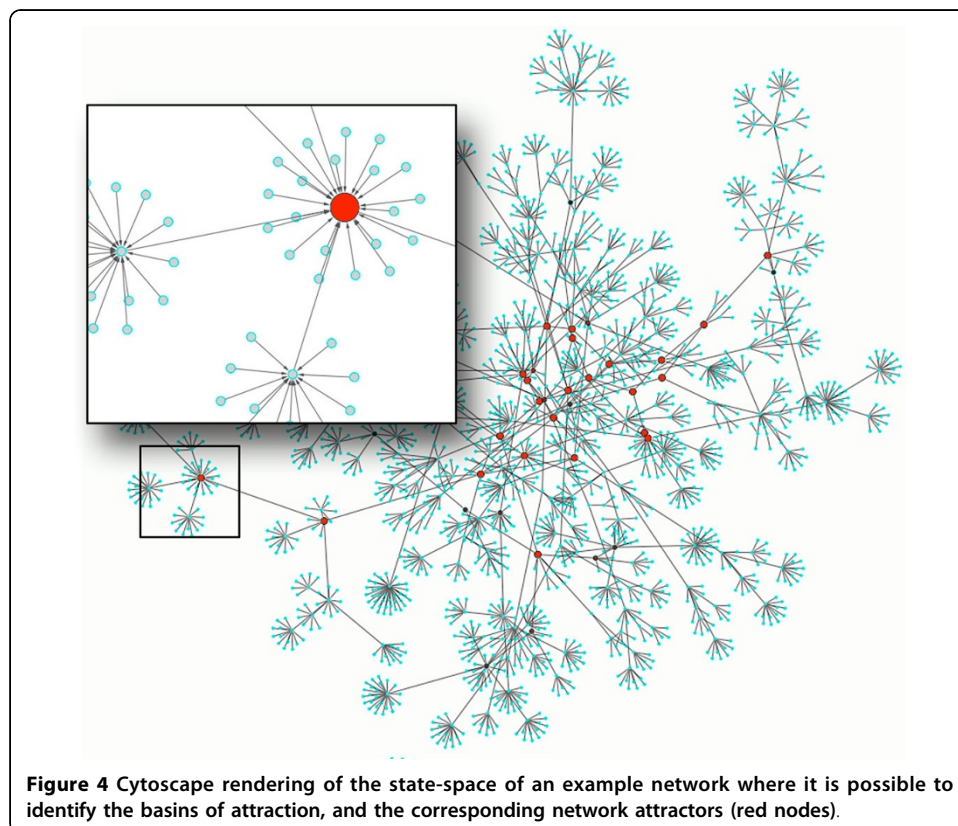 Figure 4 Cytoscape rendering of the state-space of an example network where it is possible to
identify the basins of attraction, and the corresponding network attractors (red nodes).